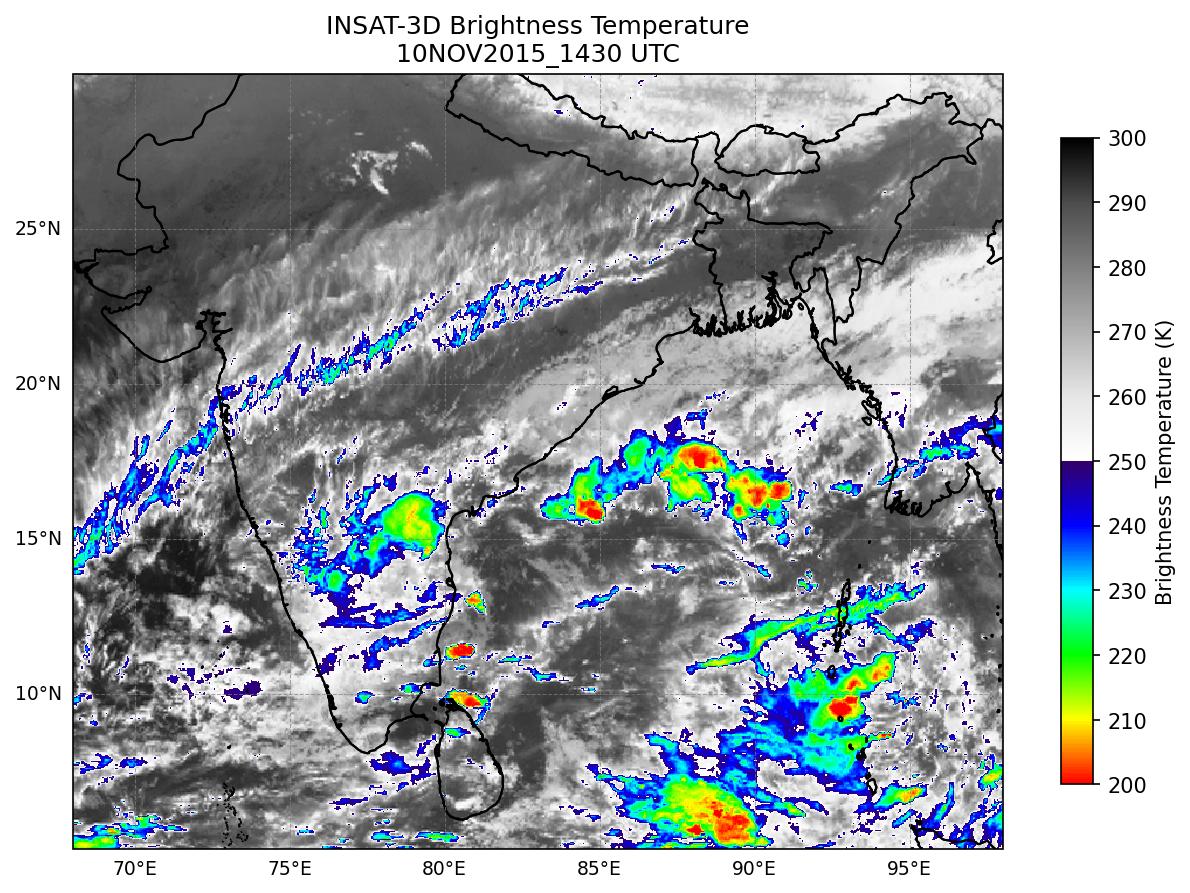 INSAT-3D Brightness Temperature
10NOV2015_1430 UTC
25°N
20°N
15°N
10°N
70°E
75°E
80°E
85°E
90°E
95°E
300
290
280
270
260
250
240
230
220
210
200
Brightness Temperature (K)